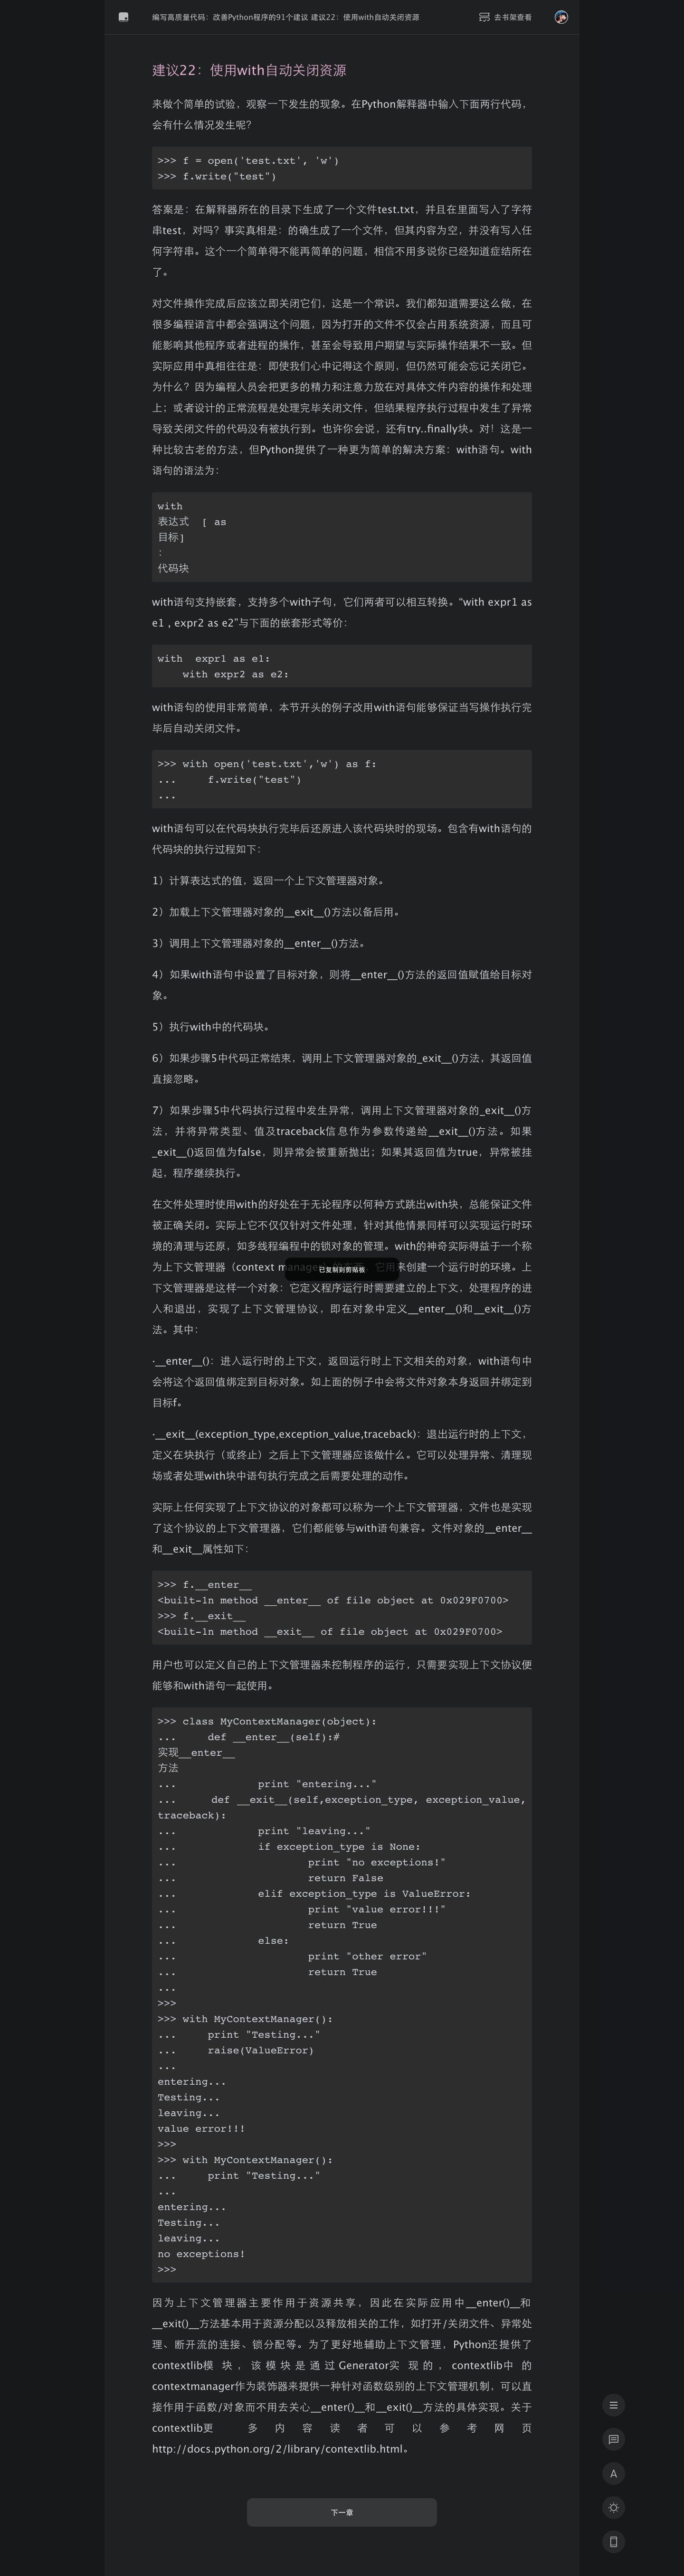 编写高质量代码：改善Python程序的91个建议 建议22：使用with自动关闭资源
去书架查看
建议22：使用with自动关闭资源
来做个简单的试验，观察一下发生的现象。在Python解释器中输入下面两行代码，
会有什么情况发生呢？
>>> f = open('test.txt', 'w')
>>> f.write("test")
答案是：在解释器所在的目录下生成了一个文件test.txt，并且在里面写入了字符
串test，对吗？事实真相是：的确生成了一个文件，但其内容为空，并没有写入任
何字符串。这个一个简单得不能再简单的问题，相信不用多说你已经知道症结所在
了。
对文件操作完成后应该立即关闭它们，这是一个常识。我们都知道需要这么做，在
很多编程语言中都会强调这个问题，因为打开的文件不仅会占用系统资源，而且可
能影响其他程序或者进程的操作，甚至会导致用户期望与实际操作结果不一致。但
实际应用中真相往往是：即使我们心中记得这个原则，但仍然可能会忘记关闭它。
为什么？因为编程人员会把更多的精力和注意力放在对具体文件内容的操作和处理
上；或者设计的正常流程是处理完毕关闭文件，但结果程序执行过程中发生了异常
导致关闭文件的代码没有被执行到。也许你会说，还有try..finally块。对！这是一
种比较古老的方法，但Python提供了一种更为简单的解决方案：with语句。with
语句的语法为：
with
表达式  [ as
目标]
：
代码块
with语句支持嵌套，支持多个with子句，它们两者可以相互转换。“with expr1 as
e1 , expr2 as e2”与下面的嵌套形式等价：
with  expr1 as e1:
    with expr2 as e2:
with语句的使用非常简单，本节开头的例子改用with语句能够保证当写操作执行完
毕后自动关闭文件。
>>> with open('test.txt','w') as f:
...     f.write("test")
...
with语句可以在代码块执行完毕后还原进入该代码块时的现场。包含有with语句的
代码块的执行过程如下：
1）计算表达式的值，返回一个上下文管理器对象。
2）加载上下文管理器对象的__exit__()方法以备后用。
3）调用上下文管理器对象的__enter__()方法。
4）如果with语句中设置了目标对象，则将__enter__()方法的返回值赋值给目标对
象。
5）执行with中的代码块。
6）如果步骤5中代码正常结束，调用上下文管理器对象的_exit__()方法，其返回值
直接忽略。
7）如果步骤5中代码执行过程中发生异常，调用上下文管理器对象的_exit__()方
法，并将异常类型、值及traceback信息作为参数传递给__exit__()方法。如果
_exit__()返回值为false，则异常会被重新抛出；如果其返回值为true，异常被挂
起，程序继续执行。
在文件处理时使用with的好处在于无论程序以何种方式跳出with块，总能保证文件
被正确关闭。实际上它不仅仅针对文件处理，针对其他情景同样可以实现运行时环
境的清理与还原，如多线程编程中的锁对象的管理。with的神奇实际得益于一个称
为上下文管理器（context manager 它用来创建一个运行时的环境。上
已复制到剪贴板
下文管理器是这样一个对象：它定义程序运行时需要建立的上下文，处理程序的进
入和退出，实现了上下文管理协议，即在对象中定义__enter__()和__exit__()方
法。其中：
·__enter__()：进入运行时的上下文，返回运行时上下文相关的对象，with语句中
会将这个返回值绑定到目标对象。如上面的例子中会将文件对象本身返回并绑定到
目标f。
·__exit__(exception_type,exception_value,traceback)：退出运行时的上下文，
定义在块执行（或终止）之后上下文管理器应该做什么。它可以处理异常、清理现
场或者处理with块中语句执行完成之后需要处理的动作。
实际上任何实现了上下文协议的对象都可以称为一个上下文管理器，文件也是实现
了这个协议的上下文管理器，它们都能够与with语句兼容。文件对象的__enter__
和__exit__属性如下：
>>> f.__enter__
<built-1n method __enter__ of file object at 0x029F0700>
>>> f.__exit__
<built-1n method __exit__ of file object at 0x029F0700>
用户也可以定义自己的上下文管理器来控制程序的运行，只需要实现上下文协议便
能够和with语句一起使用。
>>> class MyContextManager(object):
...     def __enter__(self):#
实现__enter__
方法
...             print "entering..."
...     def __exit__(self,exception_type, exception_value,
traceback):
...             print "leaving..."
...             if exception_type is None:
...                     print "no exceptions!"
...                     return False
...             elif exception_type is ValueError:
...                     print "value error!!!"
...                     return True
...             else:
...                     print "other error"
...                     return True
...
>>>
>>> with MyContextManager():
...     print "Testing..."
...     raise(ValueError)
...
entering...
Testing...
leaving...
value error!!!
>>>
>>> with MyContextManager():
...     print "Testing..."
...
entering...
Testing...
leaving...
no exceptions!
>>>
因为上下文管理器主要作用于资源共享，因此在实际应用中__enter()__和
__exit()__方法基本用于资源分配以及释放相关的工作，如打开/关闭文件、异常处
理、断开流的连接、锁分配等。为了更好地辅助上下文管理，Python还提供了
contextlib模块，该模块是通过Generator实现的，contextlib中的
contextmanager作为装饰器来提供一种针对函数级别的上下文管理机制，可以直
接作用于函数/对象而不用去关心__enter()__和__exit()__方法的具体实现。关于
contextlib更多内容读者可以参考网页
http://docs.python.org/2/library/contextlib.html。
A
下一章